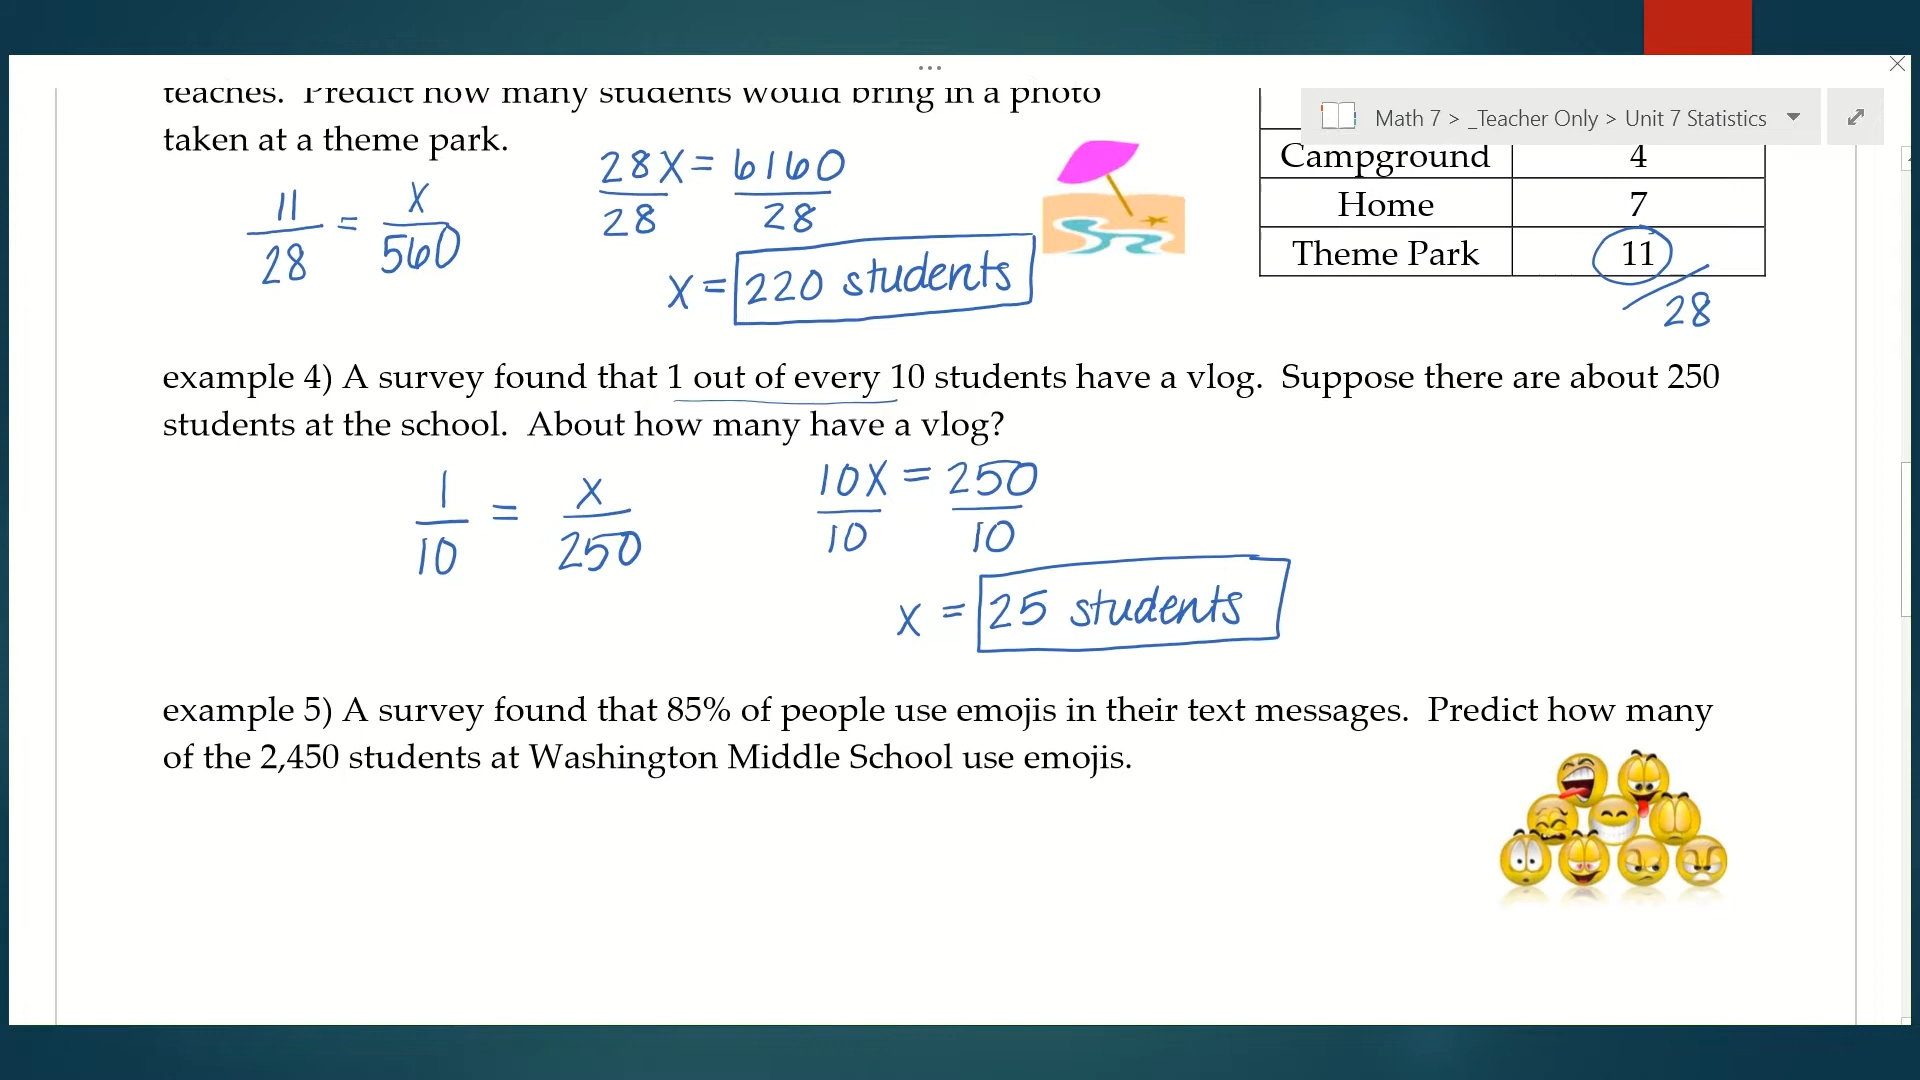 teaches. Predict how many students would bring in a photo
taken at a theme park.
Math 7 > _Teacher Only > Unit 7 Statistics
Campground 4
Home 7
Theme Park 11
28
11/28 = x/560
28x/28 = 6160/28
x = 220 students
example 4) A survey found that 1 out of every 10 students have a vlog. Suppose there are about 250
students at the school. About how many have a vlog?
1/10 = x/250
10x/10 = 250/10
x = 25 students
example 5) A survey found that 85% of people use emojis in their text messages. Predict how many
of the 2,450 students at Washington Middle School use emojis.